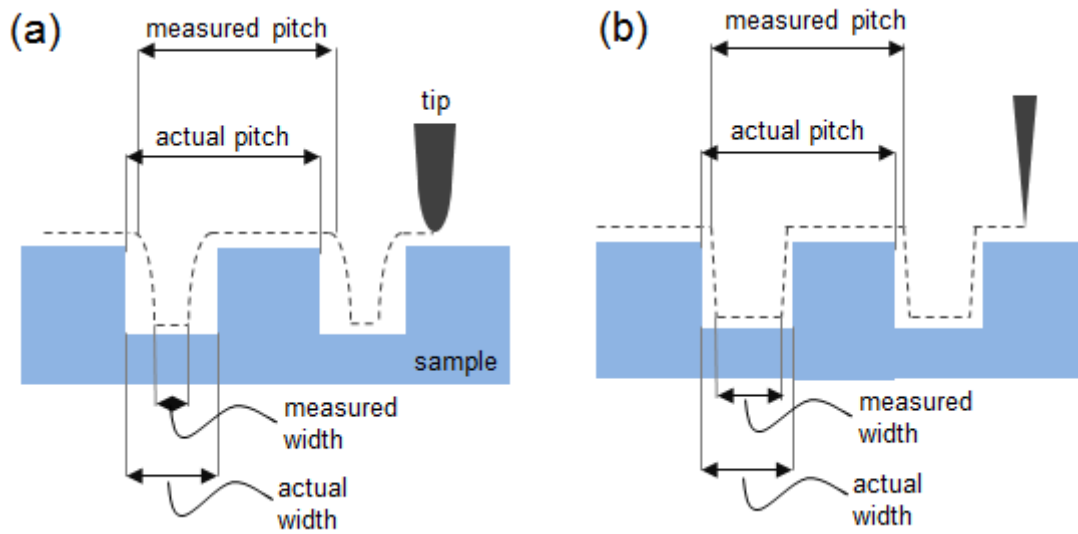 (a)
measured pitch
actual pitch
tip
sample
measured
width
actual
width
(b)
measured pitch
actual pitch
measured
width
actual
width